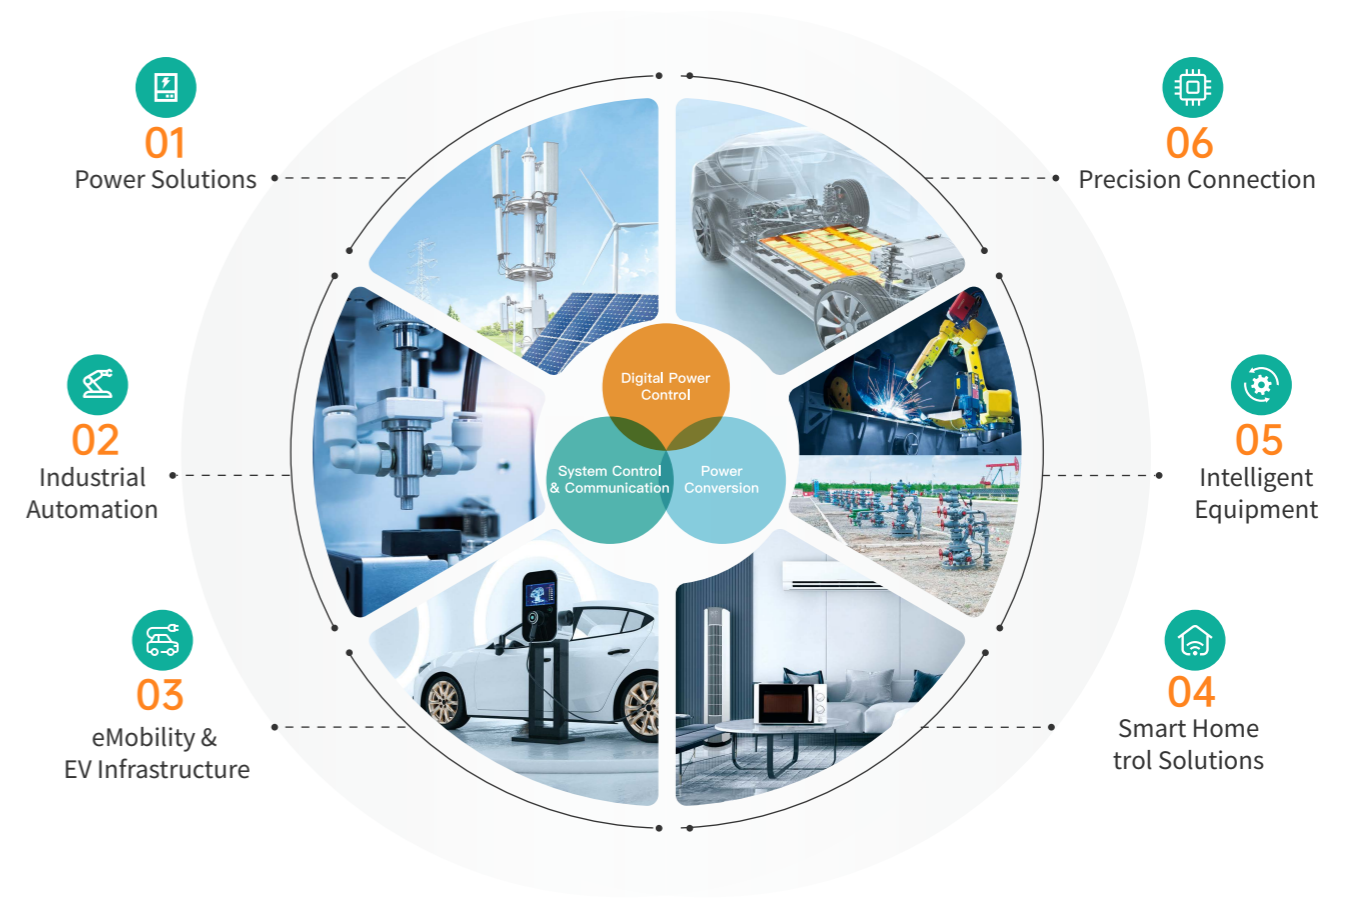 01
Power Solutions
02
Industrial
Automation
03
eMobility &
EV Infrastructure
Digital Power
Control
System Control
& Communication
Power
Conversion
06
Precision Connection
05
Intelligent
Equipment
04
Smart Home
trol Solutions